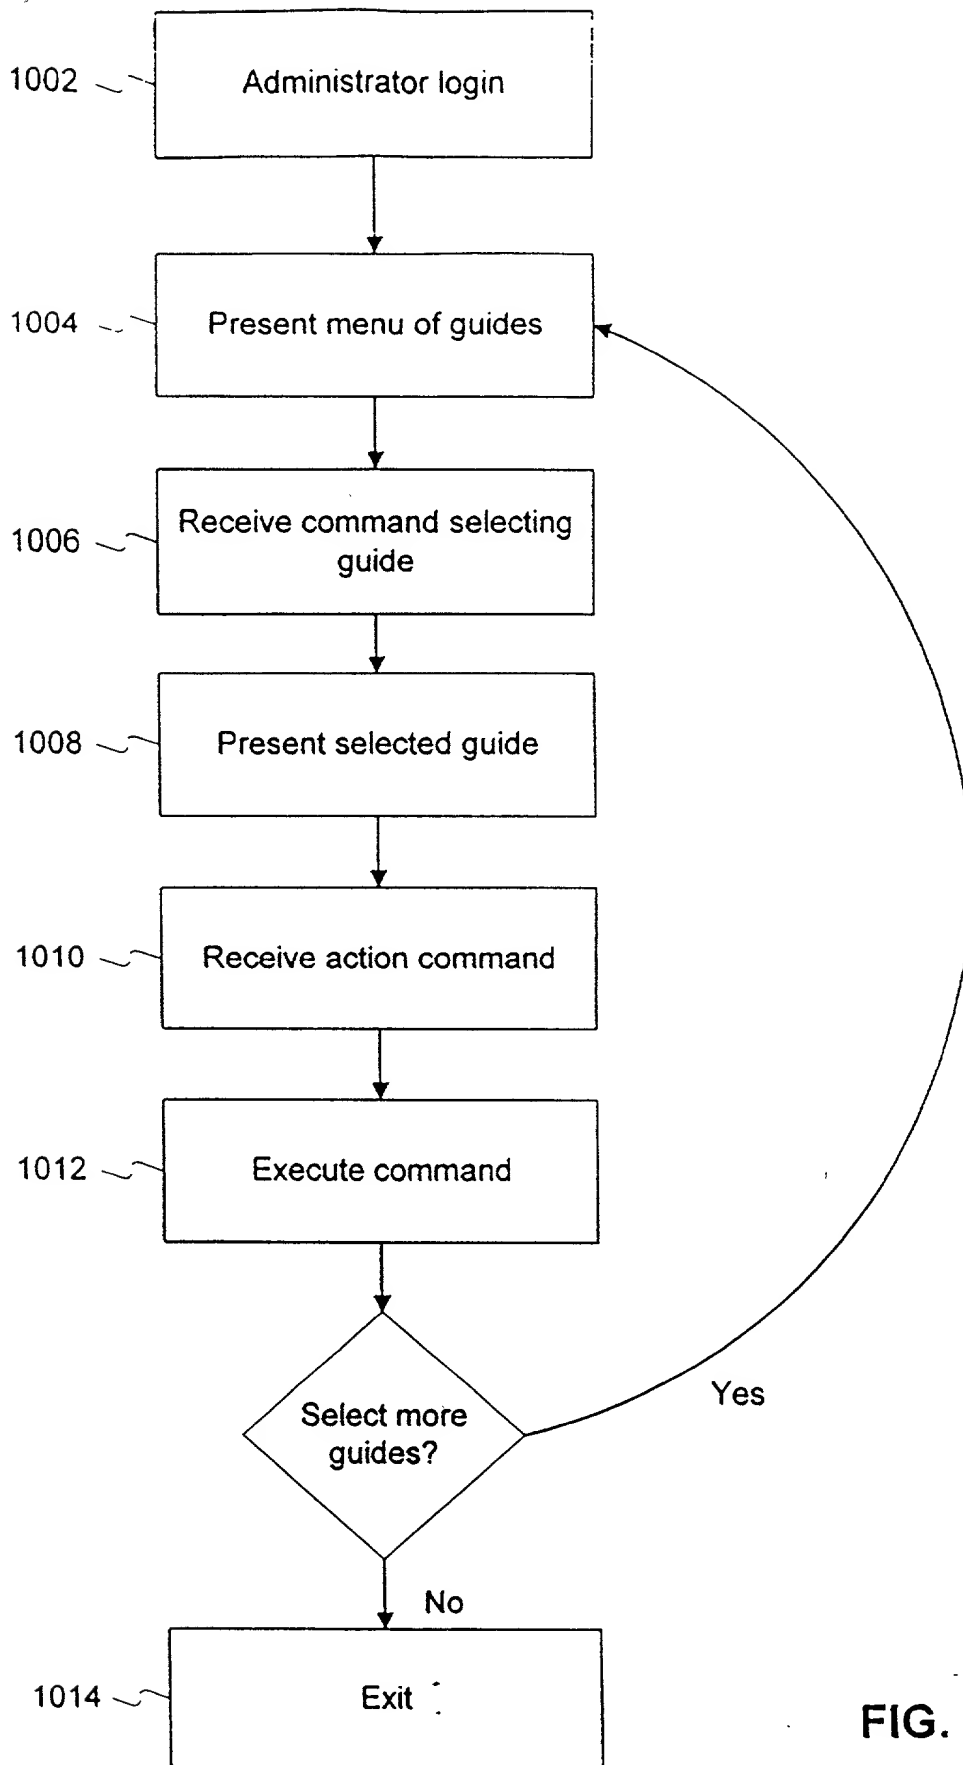 1002
Administrator login
1004
Present menu of guides
1006
Receive command selecting
guide
1008
Present selected guide
1010
Receive action command
1012
Execute command
Select more
guides?
Yes
No
1014
Exit
FIG.